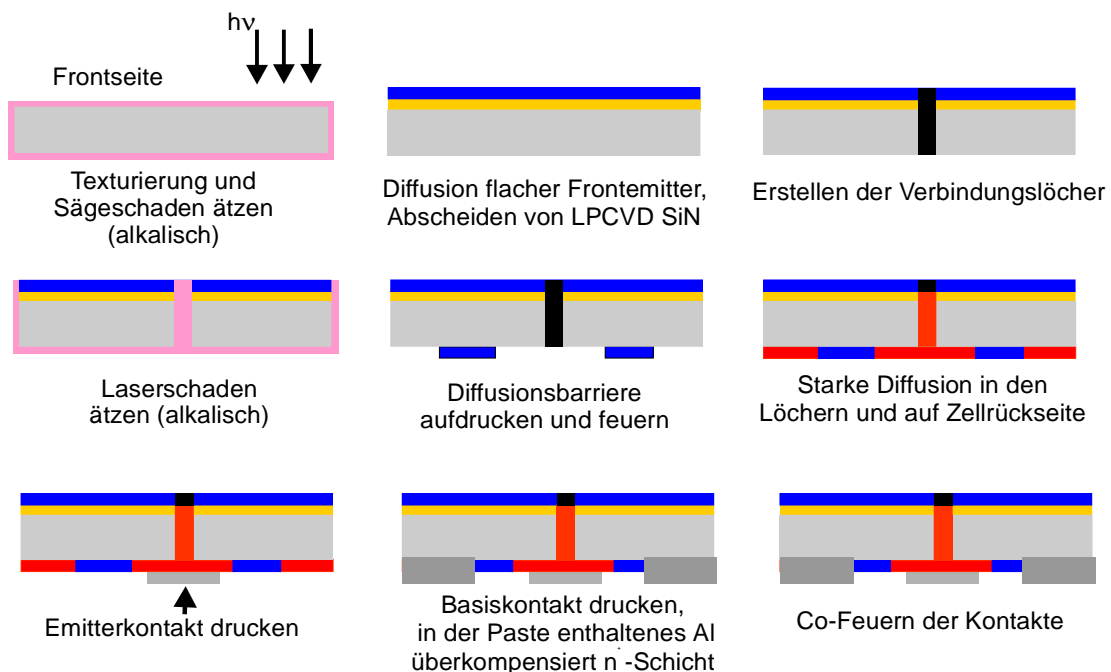 hν
Frontseite
Texturierung und
Sägeschaden ätzen
(alkalisch)
Diffusion flacher Frontemitter,
Abscheiden von LPCVD SiN
Erstellen der Verbindungslöcher
Laserschaden
ätzen (alkalisch)
Diffusionsbarriere
aufdrucken und feuern
Starke Diffusion in den
Löchern und auf Zellrückseite
Emitterkontakt drucken
Basiskontakt drucken,
in der Paste enthaltenes Al
überkompensiert n⁻-Schicht
Co-Feuern der Kontakte